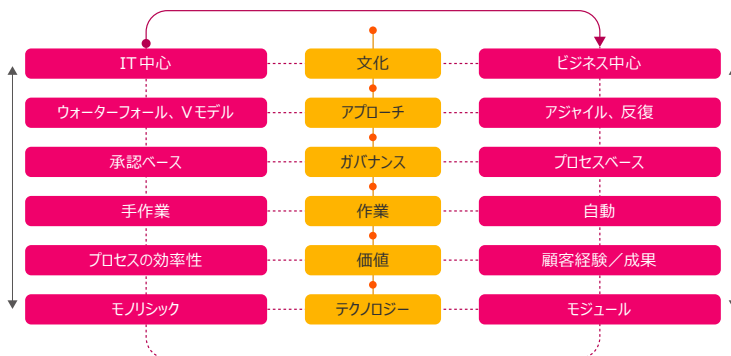 IT中心
文化
ビジネス中心
ウォーターフォール、Vモデル
アプローチ
アジャイル、反復
承認ベース
ガバナンス
プロセスベース
手作業
作業
自動
プロセスの効率性
価値
顧客経験／成果
モノリシック
テクノロジー
モジュール